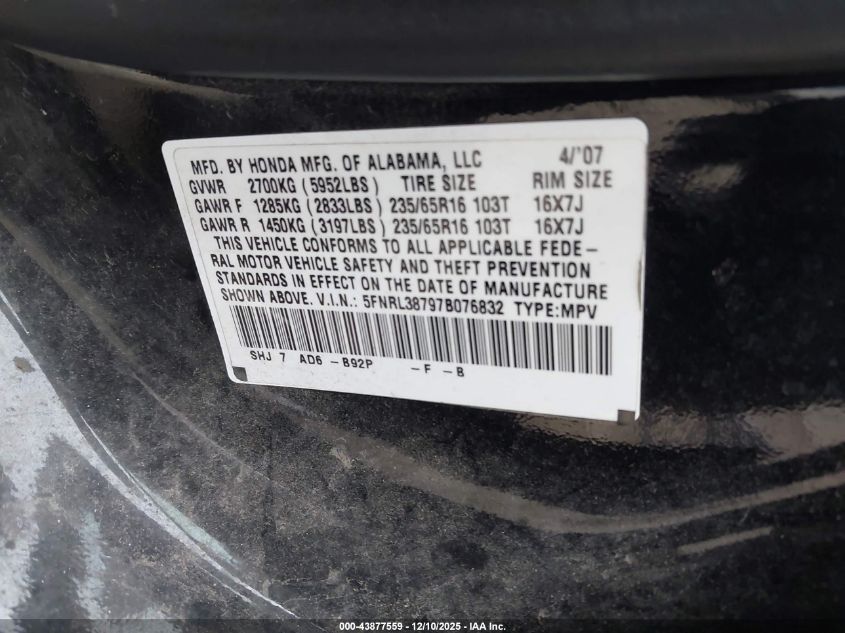 MFD. BY HONDA MFG. OF ALABAMA, LLC 4/'07
GVWR 2700KG (5952LBS) TIRE SIZE RIM SIZE
GAWR F 1285KG (2833LBS) 235/65R16 103T 16X7J
GAWR R 1450KG (3197LBS) 235/65R16 103T 16X7J
THIS VEHICLE CONFORMS TO ALL APPLICABLE FEDE-
RAL MOTOR VEHICLE SAFETY AND THEFT PREVENTION
STANDARDS IN EFFECT ON THE DATE OF MANUFACTURE
SHOWN ABOVE. V.I.N.: 5FNRL38797B076832 TYPE:MPV
SHJ 7 AD6 -B92P -F -B
000-43877559 — 12/10/2025 — IAA Inc.